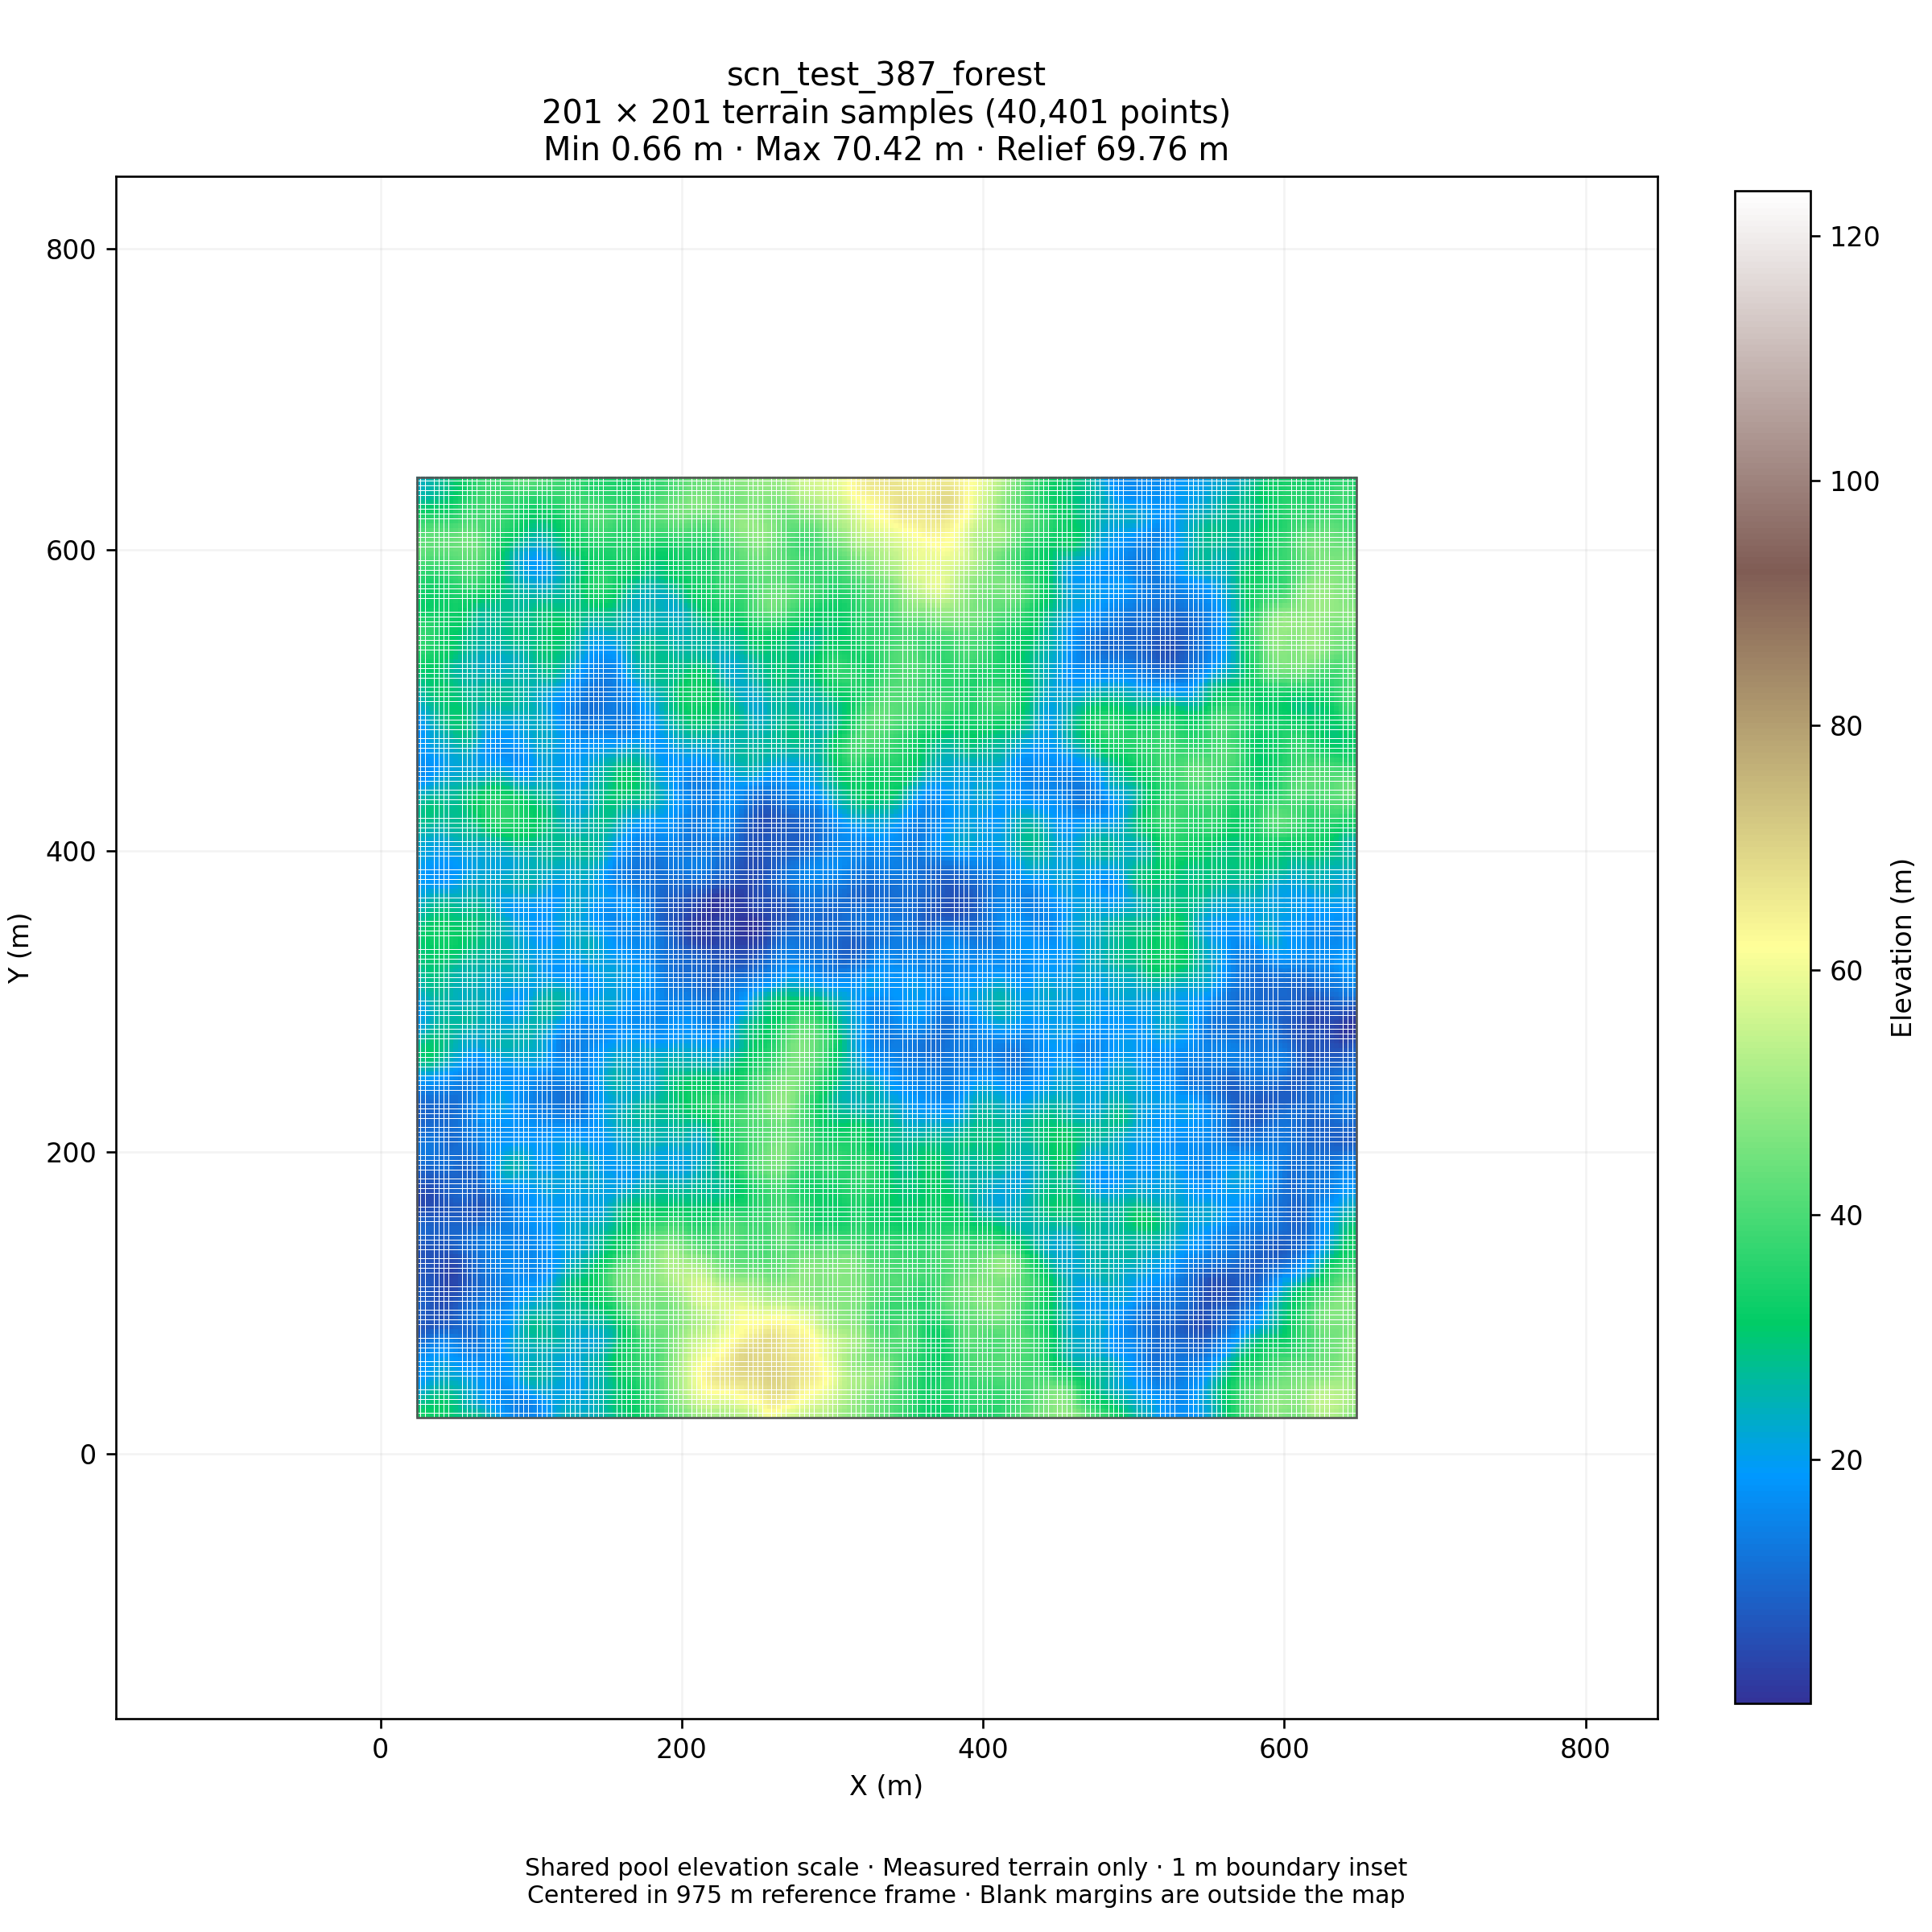 scn_test_387_forest
201 × 201 terrain samples (40,401 points)
Min 0.66 m · Max 70.42 m · Relief 69.76 m
800
600
400
200
0
Y (m)
0
200
400
600
800
X (m)
120
100
80
60
40
20
Elevation (m)
Shared pool elevation scale · Measured terrain only · 1 m boundary inset
Centered in 975 m reference frame · Blank margins are outside the map